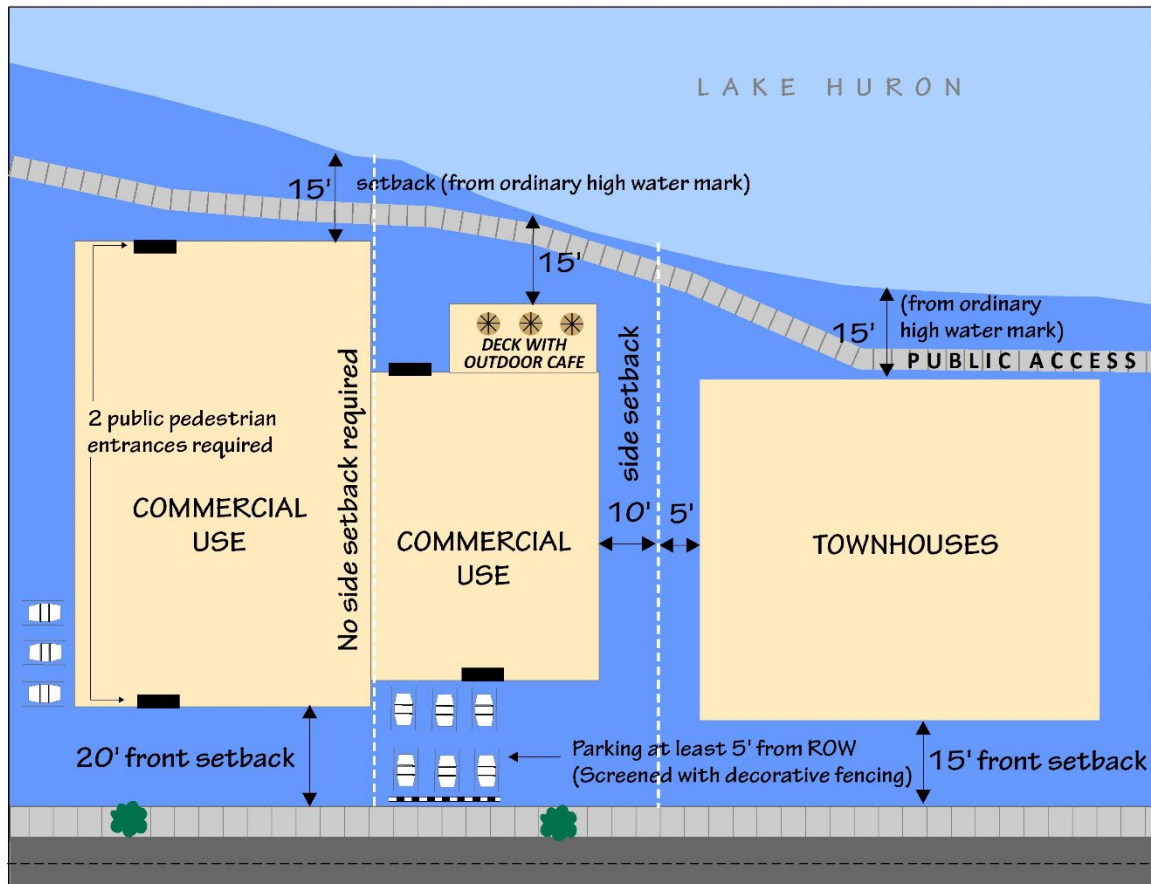 LAKE HURON
15' setback (from ordinary high water mark)
15'
15' (from ordinary
high water mark)
PUBLIC ACCESS
DECK WITH
OUTDOOR CAFE
2 public pedestrian
entrances required
No side setback required
side setback
COMMERCIAL
USE
COMMERCIAL
USE
10'
5'
TOWNHOUSES
20' front setback
Parking at least 5' from ROW
(Screened with decorative fencing)
15' front setback